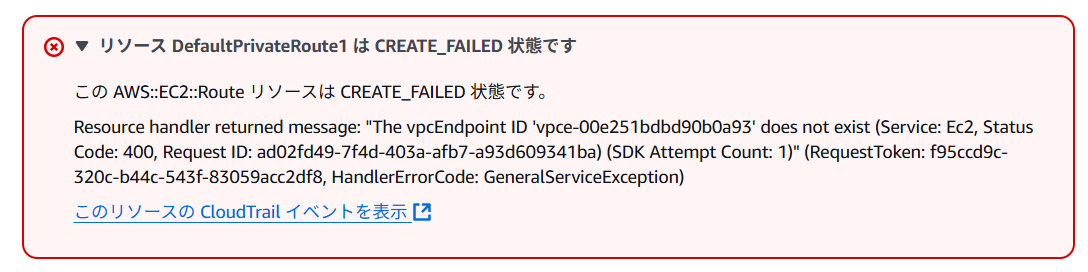 ▼ リソース DefaultPrivateRoute1 は CREATE_FAILED 状態です
この AWS::EC2::Route リソースは CREATE_FAILED 状態です。
Resource handler returned message: "The vpcEndpoint ID 'vpce-00e251bdbd90b0a93' does not exist (Service: Ec2, Status
Code: 400, Request ID: ad02fd49-7f4d-403a-afb7-a93d609341ba) (SDK Attempt Count: 1)" (RequestToken: f95ccd9c-
320c-b44c-543f-83059acc2df8, HandlerErrorCode: GeneralServiceException)
このリソースの CloudTrail イベントを表示